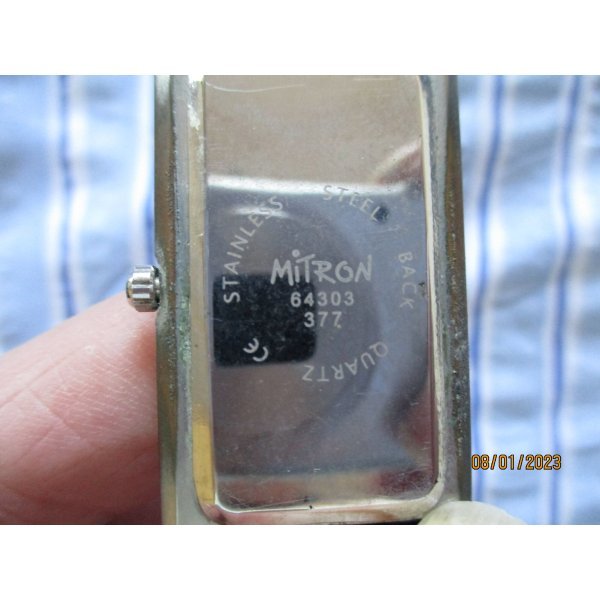 STAINLESS STEEL BACK
MiTRON
64303
377
CE QUARTZ
08/01/2023